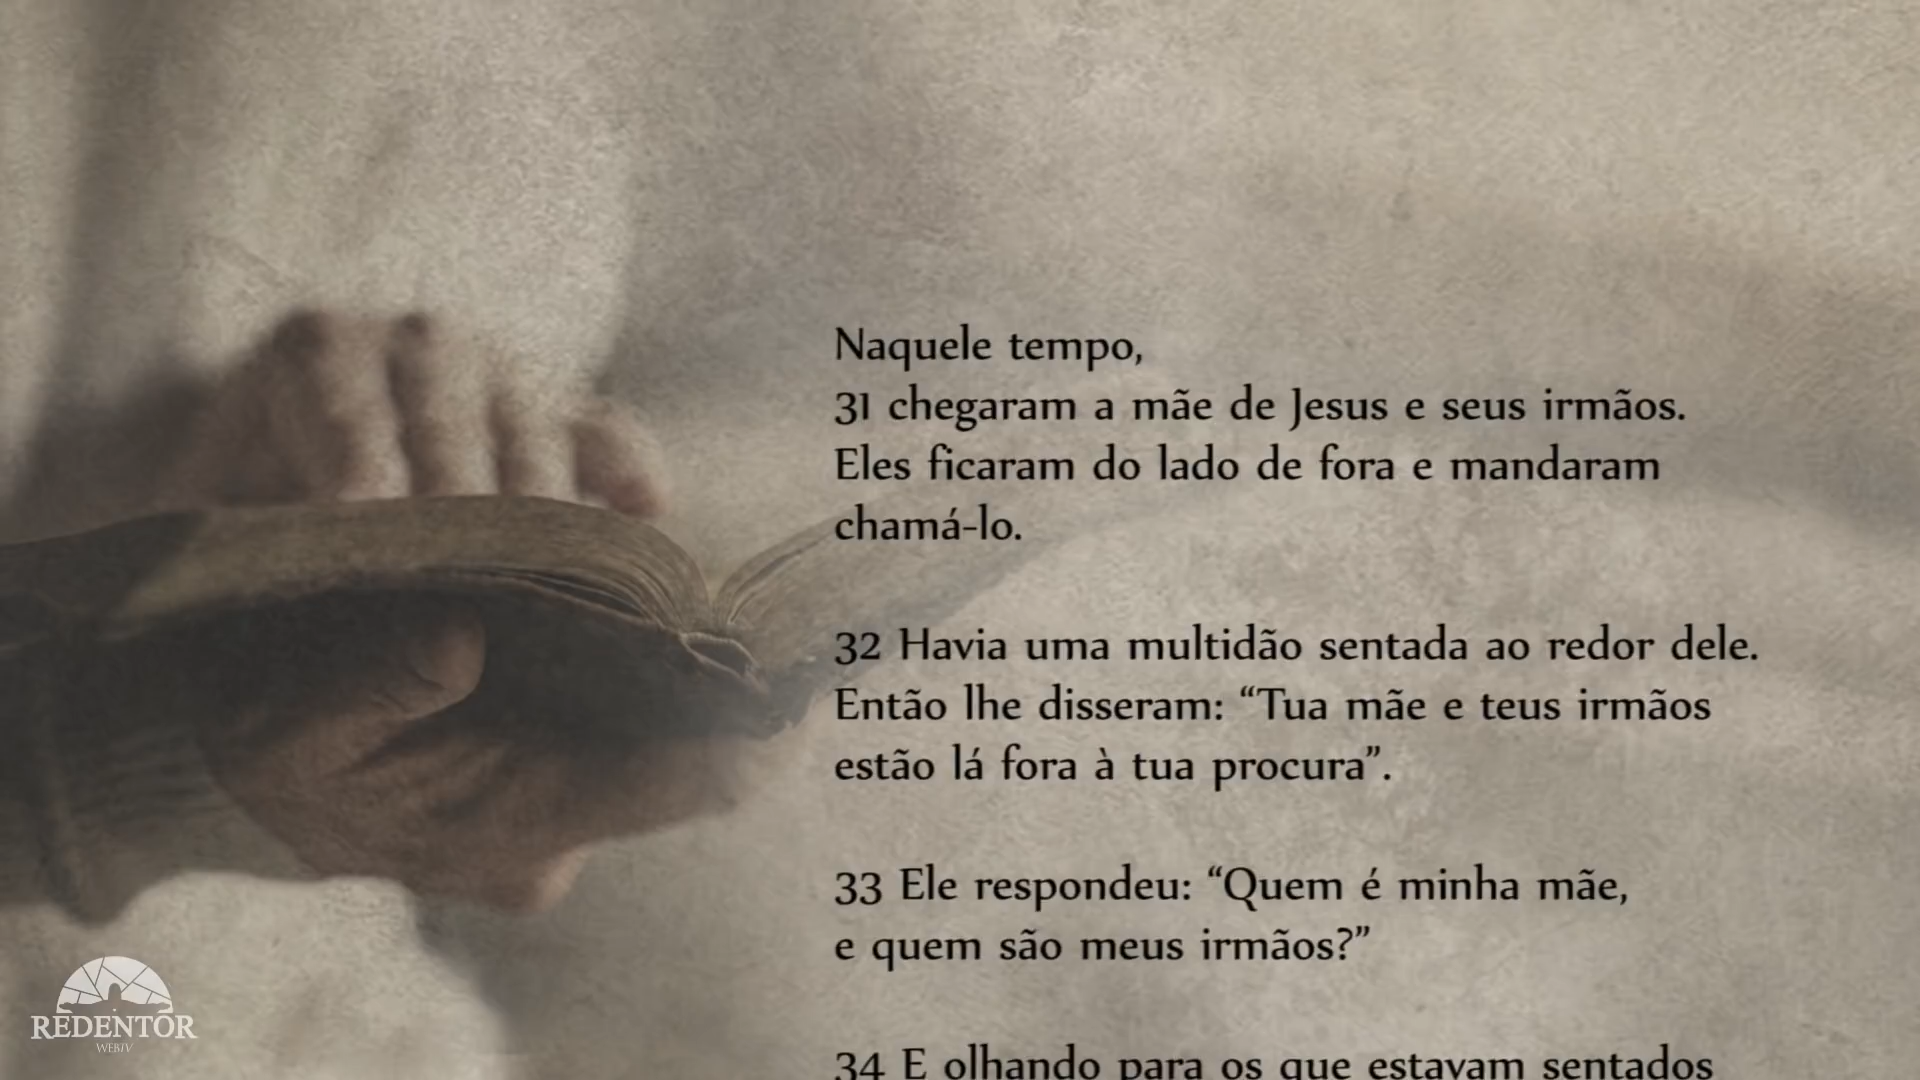 Naquele tempo,
31 chegaram a mãe de Jesus e seus irmãos.
Eles ficaram do lado de fora e mandaram
chamá-lo.
32 Havia uma multidão sentada ao redor dele.
Então lhe disseram: “Tua mãe e teus irmãos
estão lá fora à tua procura”.
33 Ele respondeu: “Quem é minha mãe,
e quem são meus irmãos?”
34 E olhando para os que estavam sentados
REDENTOR
WEBTV